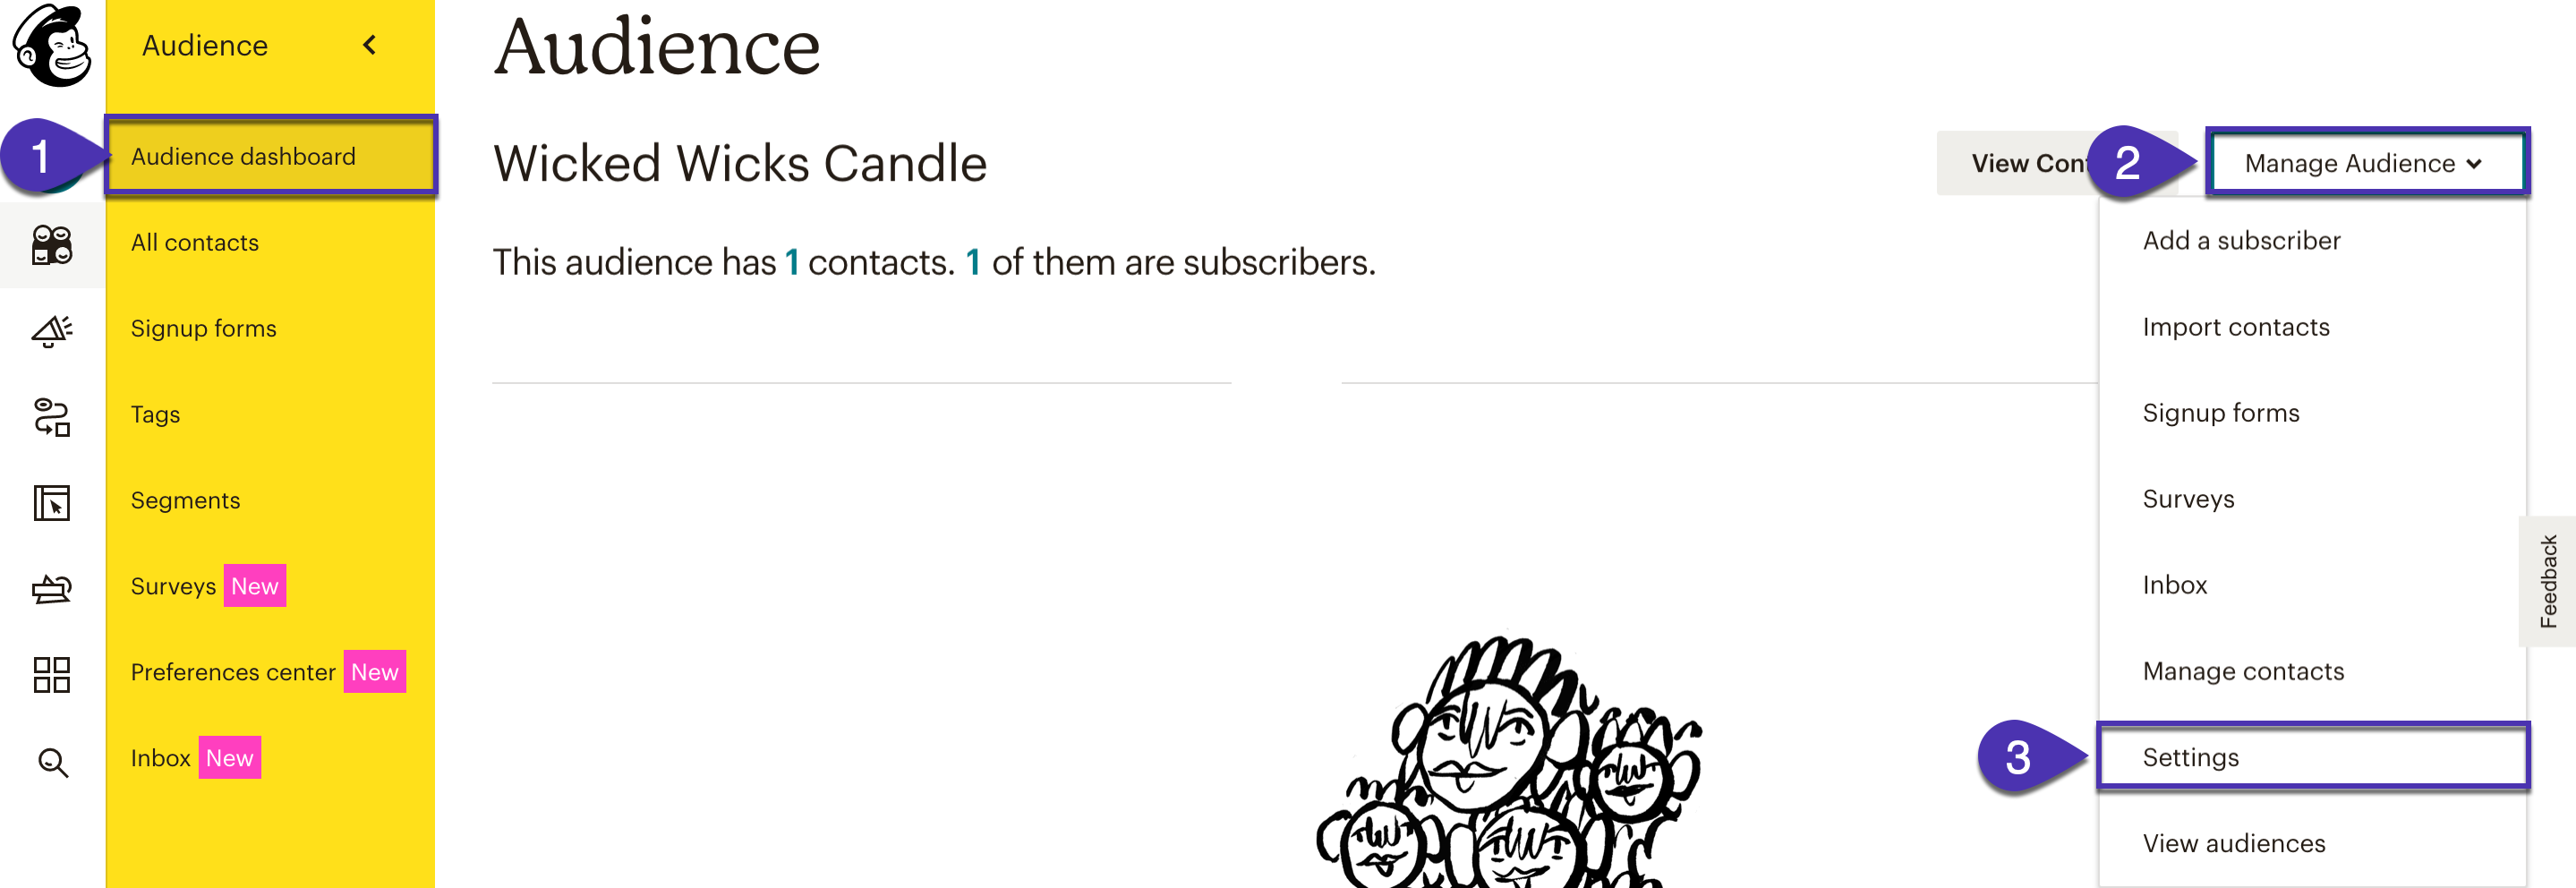 Audience
1
Audience dashboard
All contacts
Signup forms
Tags
Segments
Surveys New
Preferences center New
Inbox New
Audience
Wicked Wicks Candle
This audience has 1 contacts. 1 of them are subscribers.
View
2
Manage Audience
Add a subscriber
Import contacts
Signup forms
Surveys
Inbox
Manage contacts
3
Settings
View audiences
Feedback